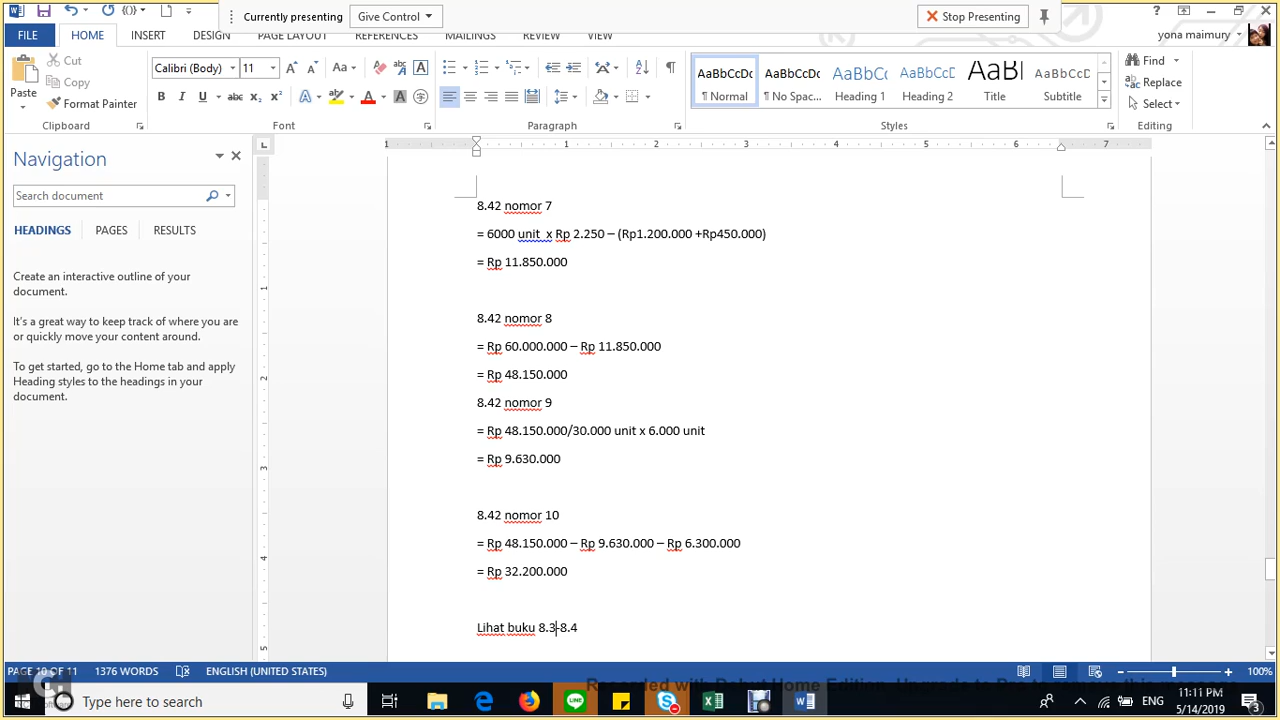 Currently presenting
Give Control
Stop Presenting
FILE
HOME
INSERT
DESIGN
PAGE LAYOUT
REFERENCES
MAILINGS
REVIEW
VIEW
yona maimury
Cut
Copy
Format Painter
Paste
Clipboard
Calibri (Body)
11
Font
Paragraph
AaBbCcDc
¶ Normal
AaBbCcDc
¶ No Spac...
AaBbC
Heading 1
AaBbCcC
Heading 2
AaBl
Title
AaBbCcC
Subtitle
Styles
Find
Replace
Select
Editing
Navigation
Search document
HEADINGS
PAGES
RESULTS
Create an interactive outline of your
document.
It's a great way to keep track of where you are
or quickly move your content around.
To get started, go to the Home tab and apply
Heading styles to the headings in your
document.
8.42 nomor 7
= 6000 unit x Rp 2.250 – (Rp1.200.000 +Rp450.000)
= Rp 11.850.000
8.42 nomor 8
= Rp 60.000.000 – Rp 11.850.000
= Rp 48.150.000
8.42 nomor 9
= Rp 48.150.000/30.000 unit x 6.000 unit
= Rp 9.630.000
8.42 nomor 10
= Rp 48.150.000 – Rp 9.630.000 – Rp 6.300.000
= Rp 32.200.000
Lihat buku 8.3-8.4
PAGE 10 OF 11
1376 WORDS
ENGLISH (UNITED STATES)
100%
Type here to search
ENG
11:11 PM
5/14/2019